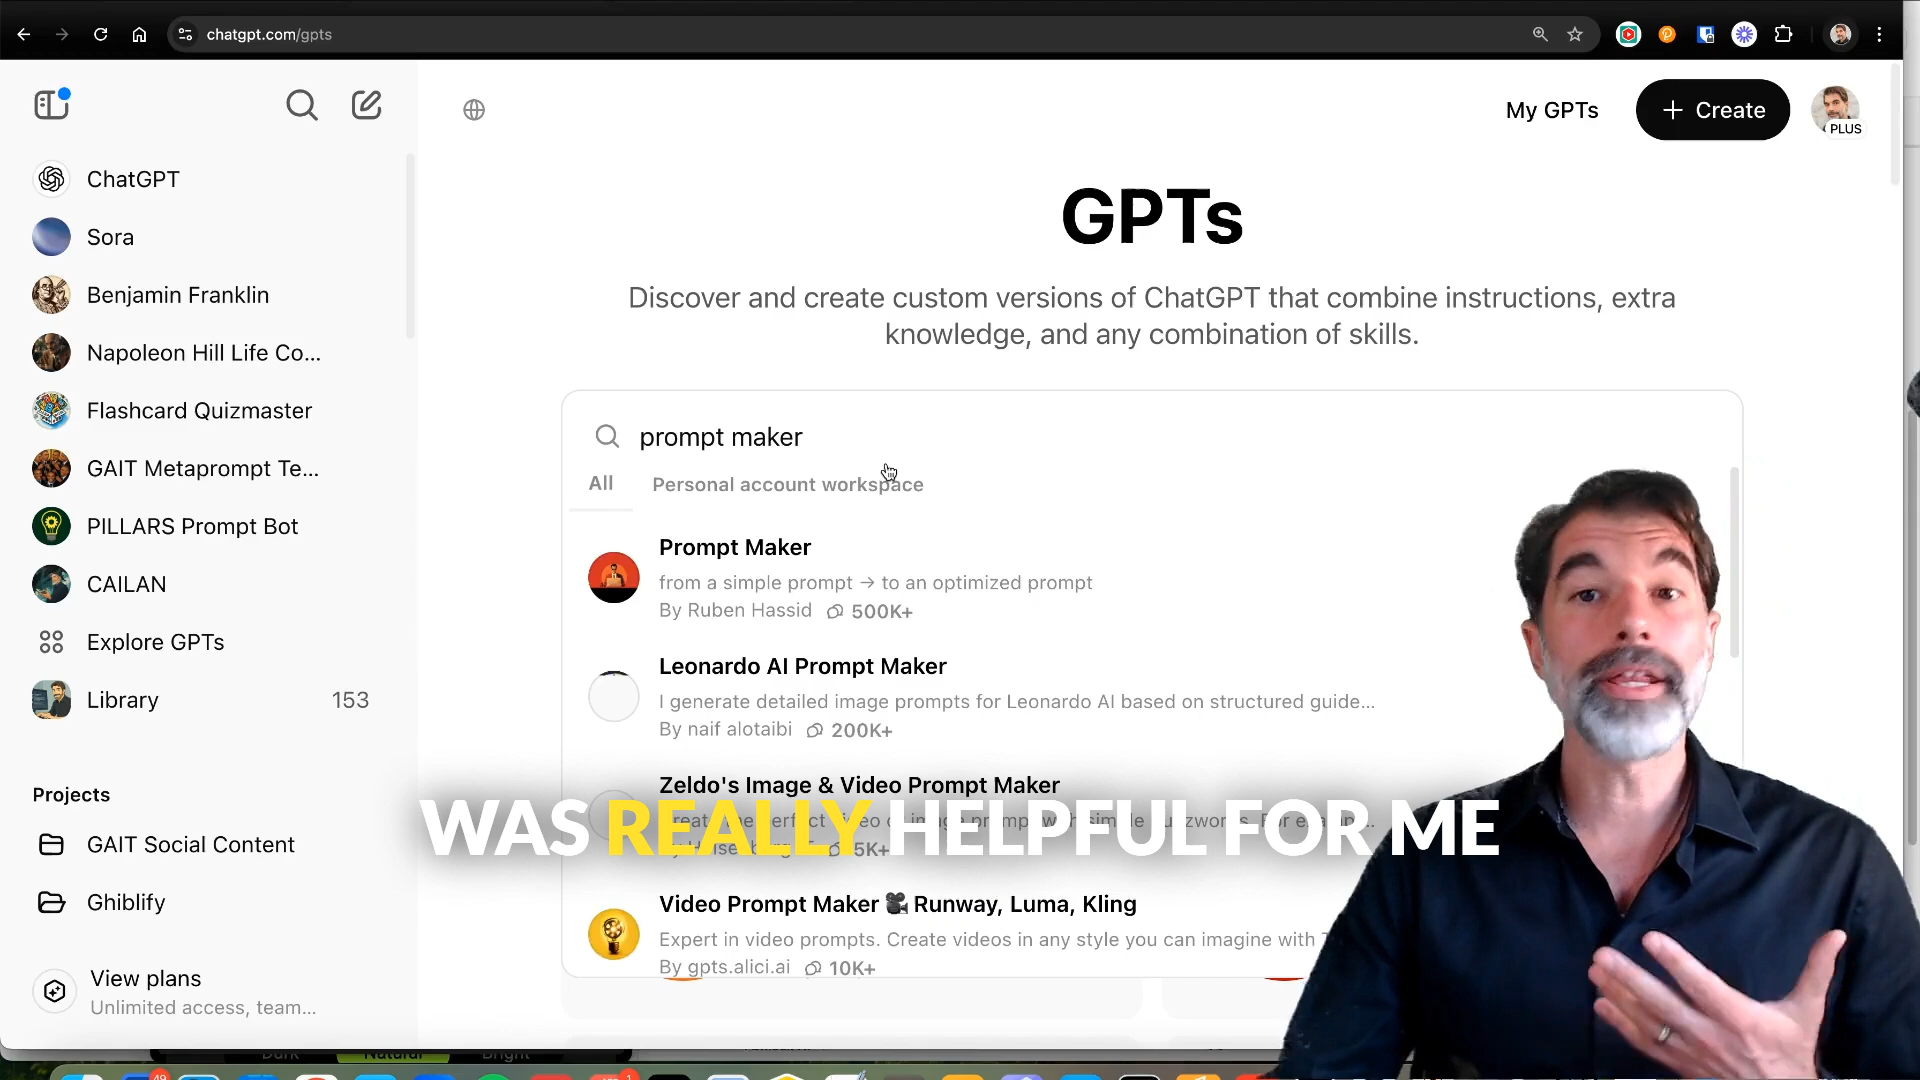 chatgpt.com/gpts
My GPTs
+ Create
PLUS
ChatGPT
Sora
Benjamin Franklin
Napoleon Hill Life Co...
Flashcard Quizmaster
GAIT Metaprompt Te...
PILLARS Prompt Bot
CAILAN
Explore GPTs
Library 153
Projects
GAIT Social Content
Ghiblify
View plans
Unlimited access, team...
GPTs
Discover and create custom versions of ChatGPT that combine instructions, extra
knowledge, and any combination of skills.
prompt maker
All Personal account workspace
Prompt Maker
from a simple prompt → to an optimized prompt
By Ruben Hassid 500K+
Leonardo AI Prompt Maker
I generate detailed image prompts for Leonardo AI based on structured guide...
By naif alotaibi 200K+
Zeldo's Image & Video Prompt Maker
WAS REALLY HELPFUL FOR ME
Video Prompt Maker 🎥 Runway, Luma, Kling
Expert in video prompts. Create videos in any style you can imagine with
By gpts.alici.ai 10K+
Dark Natural Bright
49
1